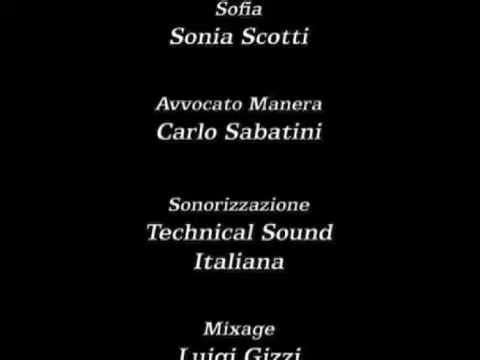 Sofia
Sonia Scotti
Avvocato Manera
Carlo Sabatini
Sonorizzazione
Technical Sound
Italiana
Mixage
Luigi Gizzi